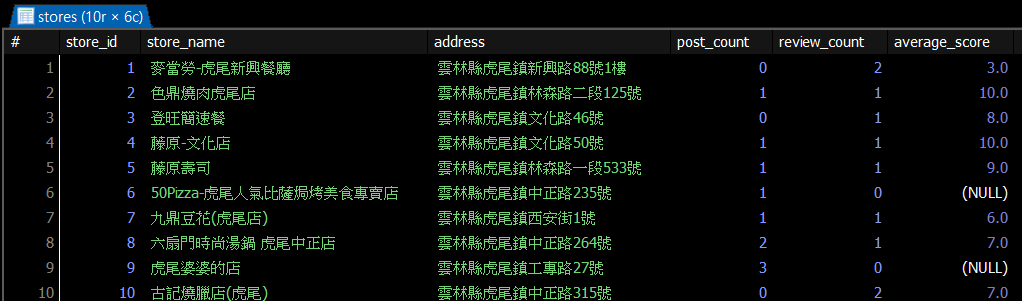 stores (10r × 6c)
# store_id store_name address post_count review_count average_score
1 1 麥當勞-虎尾新興餐廳 雲林縣虎尾鎮新興路88號1樓 0 2 3.0
2 2 色鼎燒肉虎尾店 雲林縣虎尾鎮林森路二段125號 1 1 10.0
3 3 登旺簡速餐 雲林縣虎尾鎮文化路46號 0 1 8.0
4 4 藤原-文化店 雲林縣虎尾鎮文化路50號 1 1 10.0
5 5 藤原壽司 雲林縣虎尾鎮林森路一段533號 1 1 9.0
6 6 50Pizza-虎尾人氣比薩焗烤美食專賣店 雲林縣虎尾鎮中正路235號 1 0 (NULL)
7 7 九鼎豆花(虎尾店) 雲林縣虎尾鎮西安街1號 1 1 6.0
8 8 六扇門時尚湯鍋 虎尾中正店 雲林縣虎尾鎮中正路264號 2 1 7.0
9 9 虎尾婆婆的店 雲林縣虎尾鎮工專路27號 3 0 (NULL)
10 10 古記燒臘店(虎尾) 雲林縣虎尾鎮中正路315號 0 2 7.0